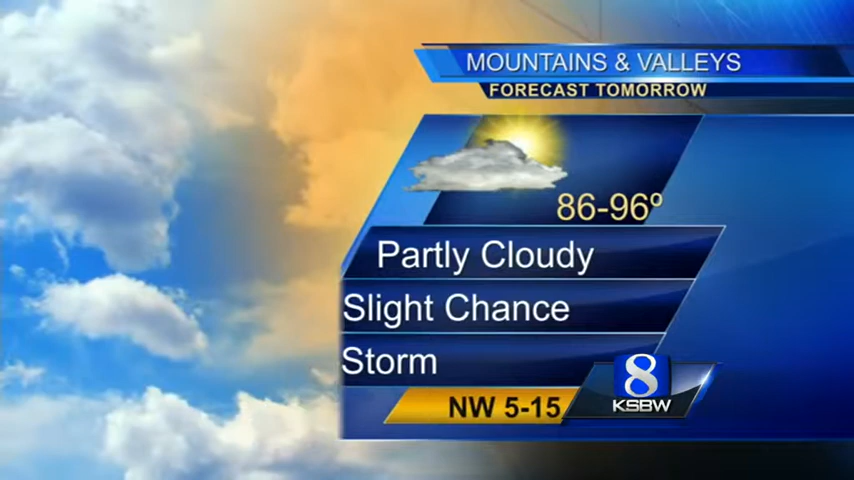 MOUNTAINS & VALLEYS
FORECAST TOMORROW
86-96º
Partly Cloudy
Slight Chance
Storm
NW 5-15
8
KSBW